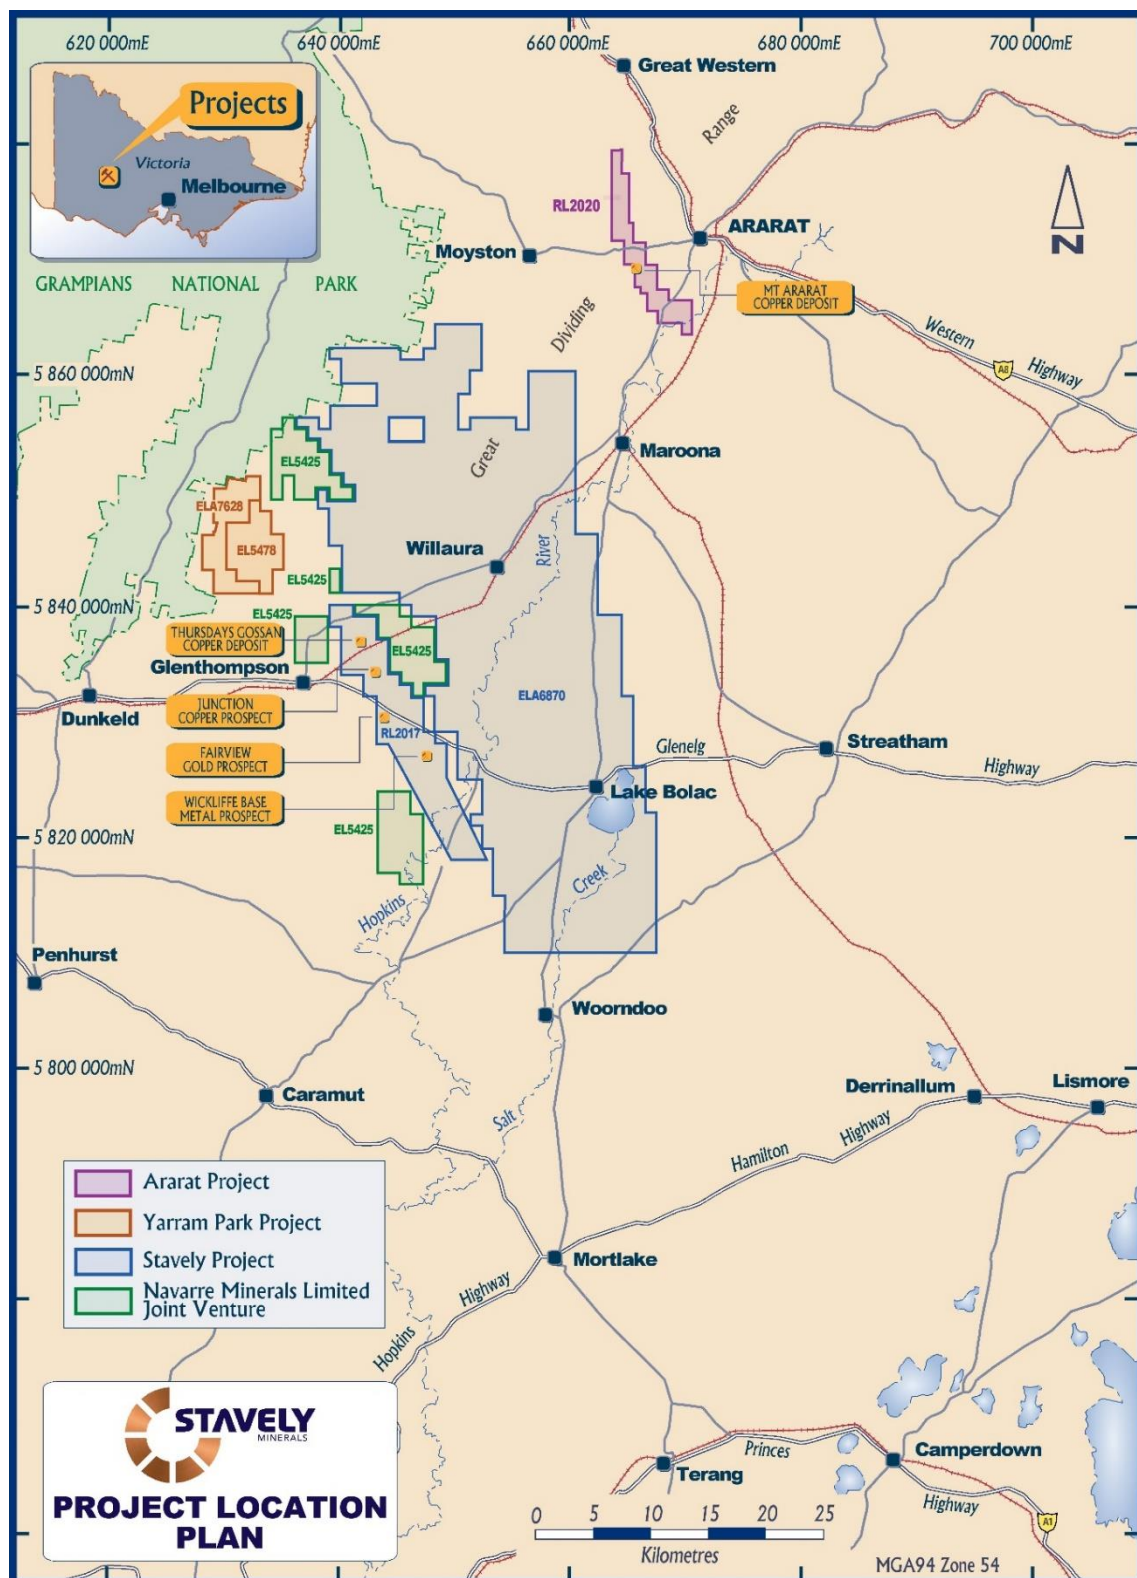 620 000mE
640 000mE
660 000mE
680 000mE
700 000mE
Great Western
Projects
Victoria
Melbourne
Range
RL2020
ARARAT
Moyston
N
GRAMPIANS NATIONAL PARK
MT ARARAT
COPPER DEPOSIT
Dividing
Western
Highway
A8
5 860 000mN
Great
Maroona
EL5425
ELA7628
EL5478
Willaura
River
EL5425
5 840 000mN
EL5425
THURSDAYS GOSSAN
COPPER DEPOSIT
EL5425
Glenthompson
ELA6870
Dunkeld
JUNCTION
COPPER PROSPECT
RL2017
FAIRVIEW
GOLD PROSPECT
Glenelg
Streatham
Highway
WICKLIFFE BASE
METAL PROSPECT
Lake Bolac
EL5425
5 820 000mN
Creek
Hopkins
Penhurst
Woorndoo
5 800 000mN
Caramut
Derrinallum
Lismore
Salt
Hamilton
Highway
Ararat Project
Yarram Park Project
Stavely Project
Navarre Minerals Limited
Joint Venture
Mortlake
Highway
Hopkins
STAVELY
MINERALS
PROJECT LOCATION
PLAN
Princes
Camperdown
Terang
Highway
A1
0 5 10 15 20 25
Kilometres
MGA94 Zone 54